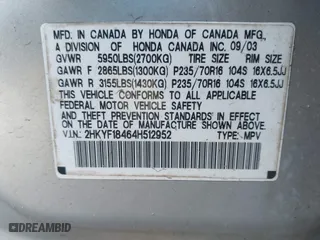 MFD. IN CANADA BY HONDA OF CANADA MFG.,
A DIVISION OF HONDA CANADA INC. 09/03
GVWR 5950LBS(2700KG) TIRE SIZE RIM SIZE
GAWR F 2865LBS(1300KG) P235/70R16 104S 16X6.5JJ
GAWR R 3155LBS(1430KG) P235/70R16 104S 16X6.5JJ
THIS VEHICLE CONFORMS TO ALL APPLICABLE
FEDERAL MOTOR VEHICLE SAFETY STANDARDS IN
EFFECT ON THE DATE OF MANUFACTURE SHOWN ABOVE.
V.I.N.: 2HKYF18464H512952 TYPE: MPV
DREAMBID